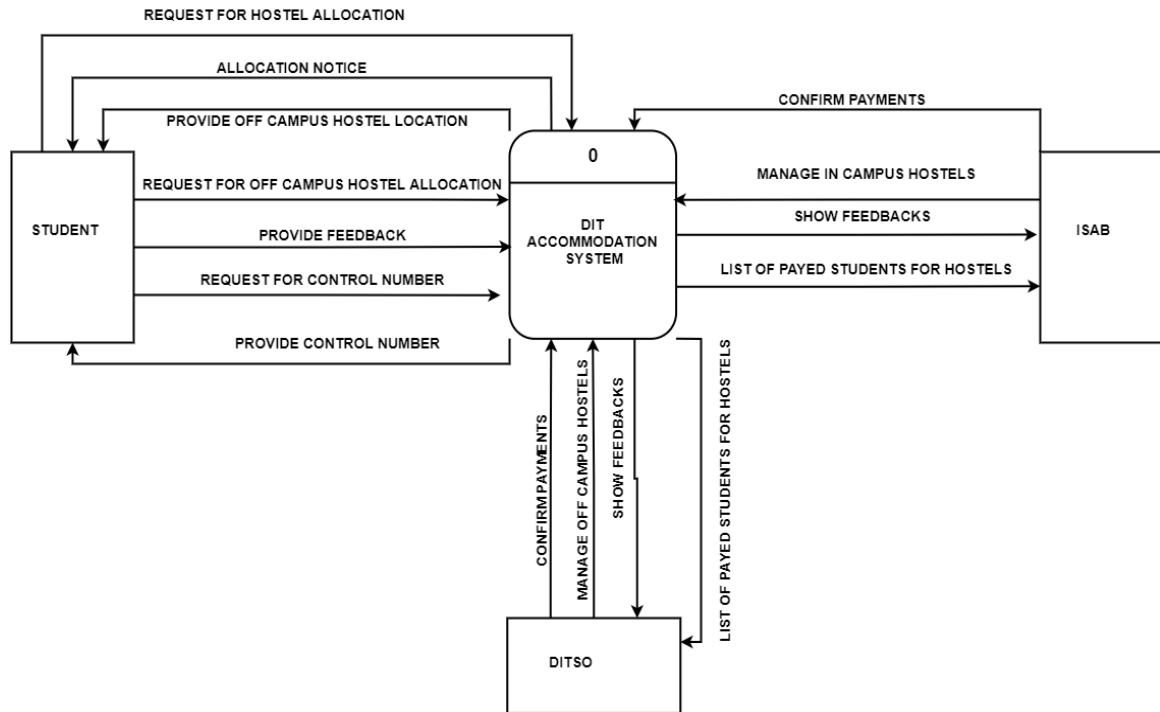 REQUEST FOR HOSTEL ALLOCATION
ALLOCATION NOTICE
PROVIDE OFF CAMPUS HOSTEL LOCATION
CONFIRM PAYMENTS
0
REQUEST FOR OFF CAMPUS HOSTEL ALLOCATION
MANAGE IN CAMPUS HOSTELS
STUDENT
PROVIDE FEEDBACK
DIT
ACCOMMODATION
SYSTEM
SHOW FEEDBACKS
ISAB
REQUEST FOR CONTROL NUMBER
LIST OF PAYED STUDENTS FOR HOSTELS
PROVIDE CONTROL NUMBER
CONFIRM PAYMENTS
MANAGE OFF CAMPUS HOSTELS
SHOW FEEDBACKS
LIST OF PAYED STUDENTS FOR HOSTELS
DITSO